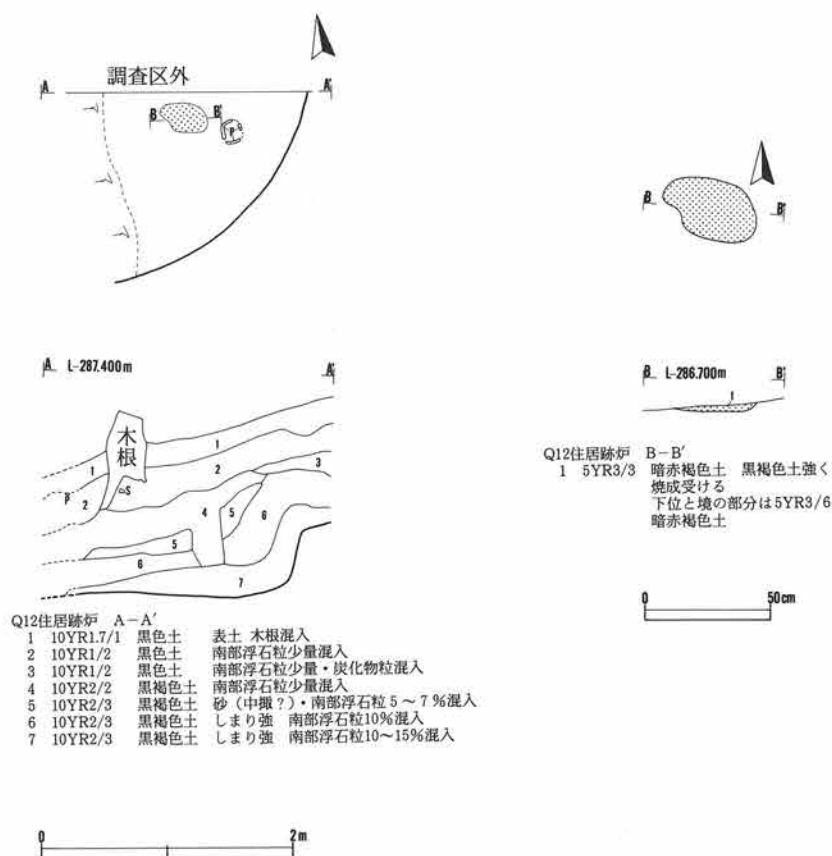 調査区外
A A′
B B′
P
B B′
A L-287.400m A′
木根
1
1
2
3
P
2
S
4
5
6
5
6
7
B L-286.700m B′
1
Q12住居跡炉 B-B′
1 5YR3/3 暗赤褐色土 黒褐色土強く
焼成受ける
下位と境の部分は5YR3/6
暗赤褐色土
0 50cm
Q12住居跡炉 A-A′
1 10YR1.7/1 黒色土 表土 木根混入
2 10YR1/2 黒色土 南部浮石粒少量混入
3 10YR1/2 黒色土 南部浮石粒少量・炭化物粒混入
4 10YR2/2 黒褐色土 南部浮石粒少量混入
5 10YR2/3 黒褐色土 砂（中掫？）・南部浮石粒5～7％混入
6 10YR2/3 黒褐色土 しまり強 南部浮石粒10％混入
7 10YR2/3 黒褐色土 しまり強 南部浮石粒10～15％混入
0 2m